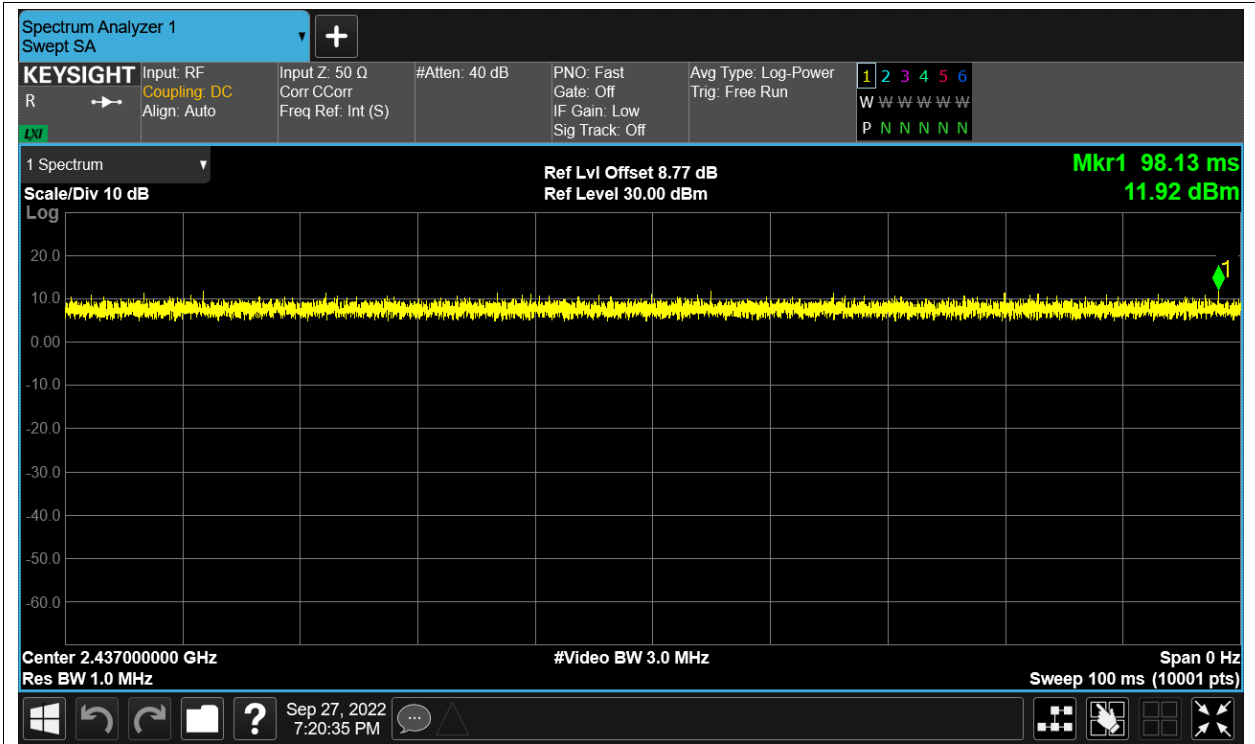 Spectrum Analyzer 1
Swept SA
+
KEYSIGHT
R
LXI
Input: RF
Coupling: DC
Align: Auto
Input Z: 50 Ω
Corr CCorr
Freq Ref: Int (S)
#Atten: 40 dB
PNO: Fast
Gate: Off
IF Gain: Low
Sig Track: Off
Avg Type: Log-Power
Trig: Free Run
1 2 3 4 5 6
W W W W W W
P N N N N N
1 Spectrum
Scale/Div 10 dB
Log
Ref Lvl Offset 8.77 dB
Ref Level 30.00 dBm
Mkr1 98.13 ms
11.92 dBm
20.0
10.0
0.00
-10.0
-20.0
-30.0
-40.0
-50.0
-60.0
1
Center 2.437000000 GHz
Res BW 1.0 MHz
#Video BW 3.0 MHz
Span 0 Hz
Sweep 100 ms (10001 pts)
?
Sep 27, 2022
7:20:35 PM